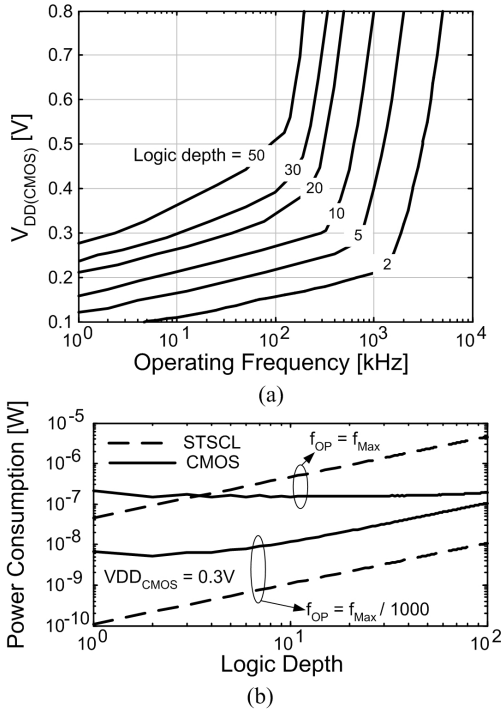 0.8
0.7
0.6
0.5
0.4
0.3
0.2
0.1
V_DD(CMOS) [V]
Logic depth = 50
30
20
10
5
2
10^0 10^1 10^2 10^3 10^4
Operating Frequency [kHz]
(a)
10^-5
10^-6
10^-7
10^-8
10^-9
10^-10
Power Consumption [W]
STSCL
CMOS
f_OP = f_Max
VDD_CMOS = 0.3V
f_OP = f_Max / 1000
10^0 10^1 10^2
Logic Depth
(b)